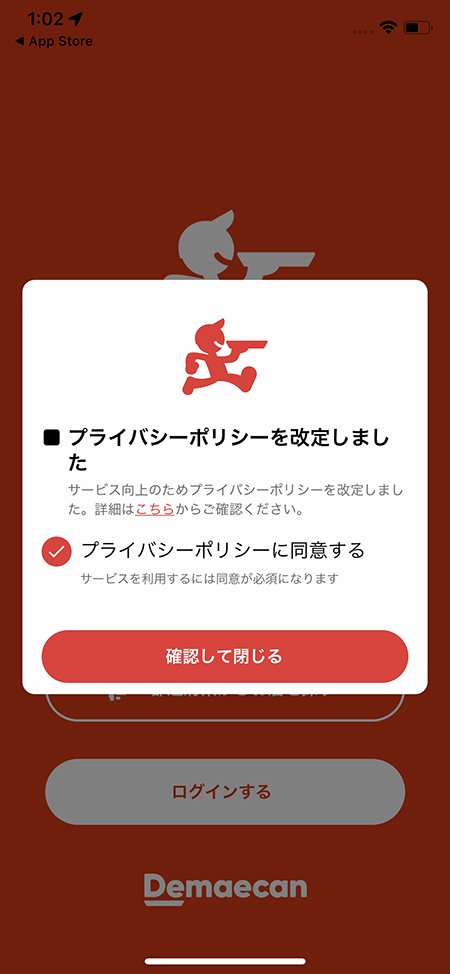 1:02
◀ App Store
■ プライバシーポリシーを改定しまし
た
サービス向上のためプライバシーポリシーを改定しまし
た。詳細はこちらからご確認ください。
プライバシーポリシーに同意する
サービスを利用するには同意が必須になります
確認して閉じる
ログインする
Demaecan